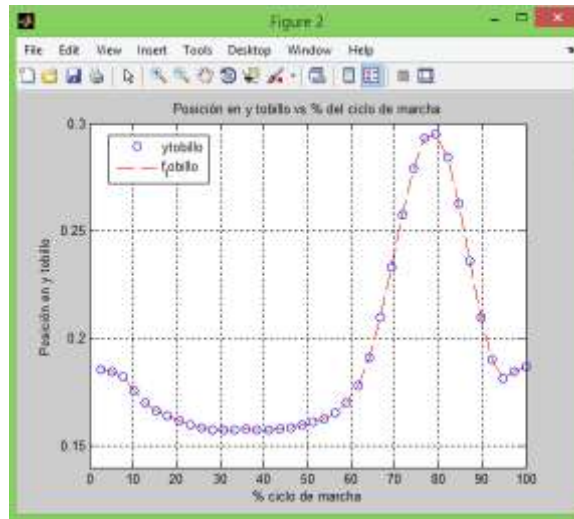 Figure 2
File Edit View Insert Tools Desktop Window Help
Posición en y tobillo vs % del ciclo de marcha
ytobillo
f_tobillo
Posición en y tobillo
0.3
0.25
0.2
0.15
0 10 20 30 40 50 60 70 80 90 100
% ciclo de marcha